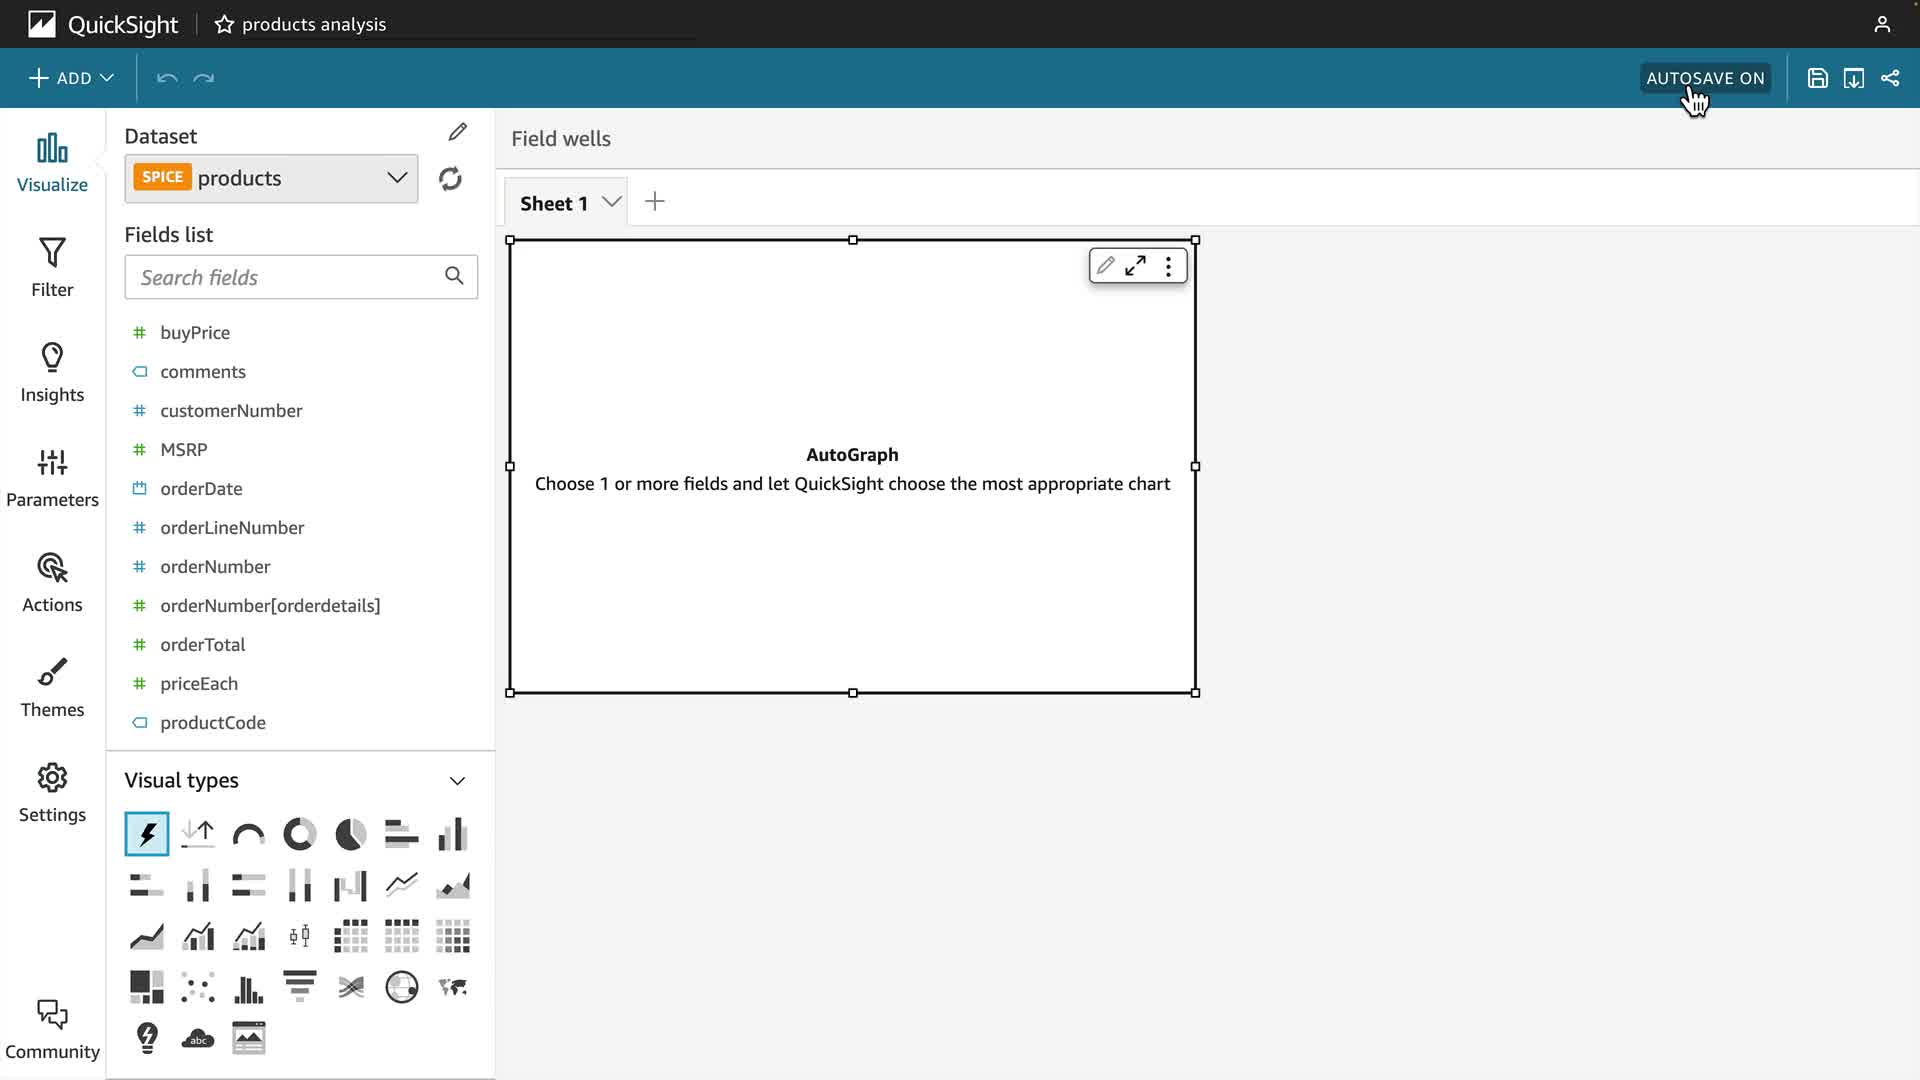 QuickSight
products analysis
ADD
AUTOSAVE ON
Visualize
Filter
Insights
Parameters
Actions
Themes
Settings
Community
Dataset
SPICE products
Fields list
Search fields
buyPrice
comments
customerNumber
MSRP
orderDate
orderLineNumber
orderNumber
orderNumber[orderdetails]
orderTotal
priceEach
productCode
Visual types
abc
Field wells
Sheet 1
AutoGraph
Choose 1 or more fields and let QuickSight choose the most appropriate chart